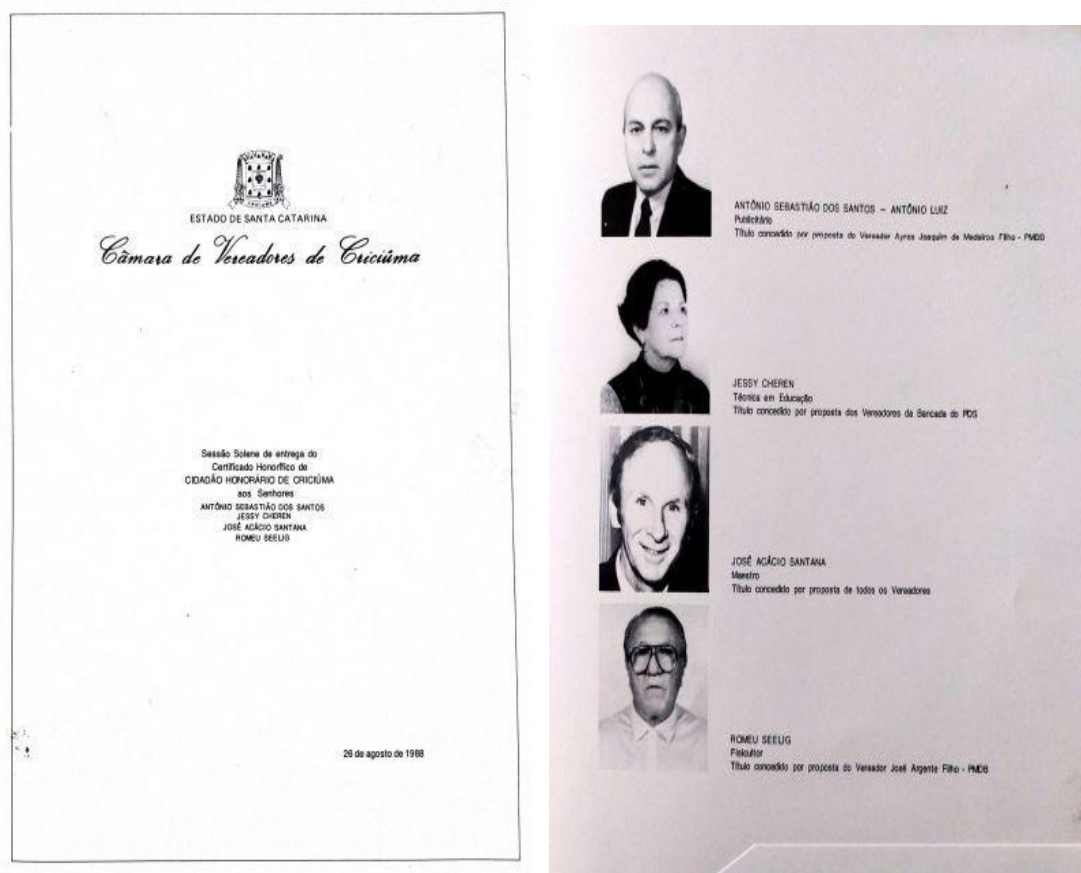 ESTADO DE SANTA CATARINA
Câmara de Vereadores de Criciúma
Sessão Solene de entrega do
Certificado Honorífico de
CIDADÃO HONORÁRIO DE CRICIÚMA
aos Senhores
ANTÔNIO SEBASTIÃO DOS SANTOS
JESSY CHEREN
JOSÉ ACÁCIO SANTANA
ROMEU SEELIG
26 de agosto de 1988
ANTÔNIO SEBASTIÃO DOS SANTOS – ANTÔNIO LUIZ
Publicitário
Título concedido por proposta do Vereador Ayres Joaquim de Medeiros Filho - PMDB
JESSY CHEREN
Técnica em Educação
Título concedido por proposta dos Vereadores da Bancada do PDS
JOSÉ ACÁCIO SANTANA
Maestro
Título concedido por proposta de todos os Vereadores
ROMEU SEELIG
Título concedido por proposta do Vereador José Argente Filho - PMDB